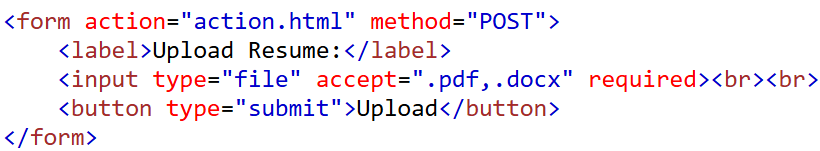 <form action="action.html" method="POST">
    <label>Upload Resume:</label>
    <input type="file" accept=".pdf,.docx" required><br><br>
    <button type="submit">Upload</button>
</form>